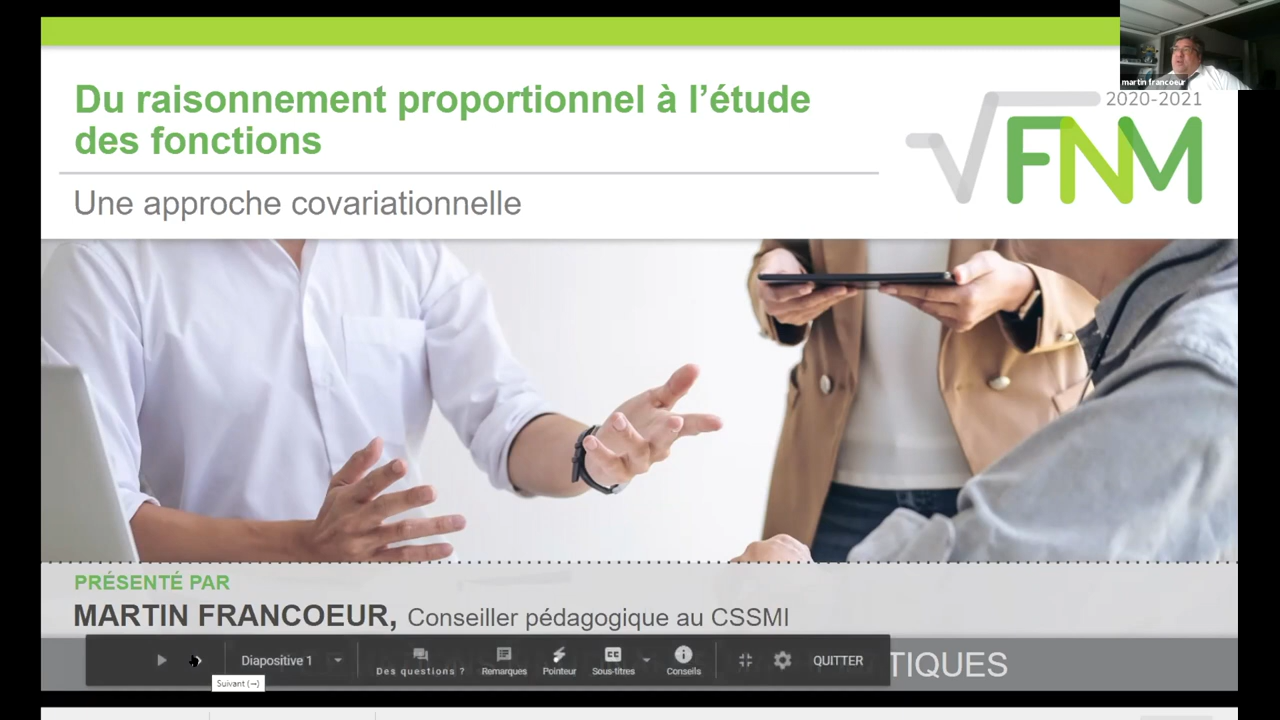 Du raisonnement proportionnel à l'étude
des fonctions
Une approche covariationnelle
martin francoeur
2020-2021
FNM
PRÉSENTÉ PAR
MARTIN FRANCOEUR, Conseiller pédagogique au CSSMI
TIQUES
Diapositive 1
Des questions ?
Remarques
Pointeur
Sous-titres
Conseils
QUITTER
Suivant (→)